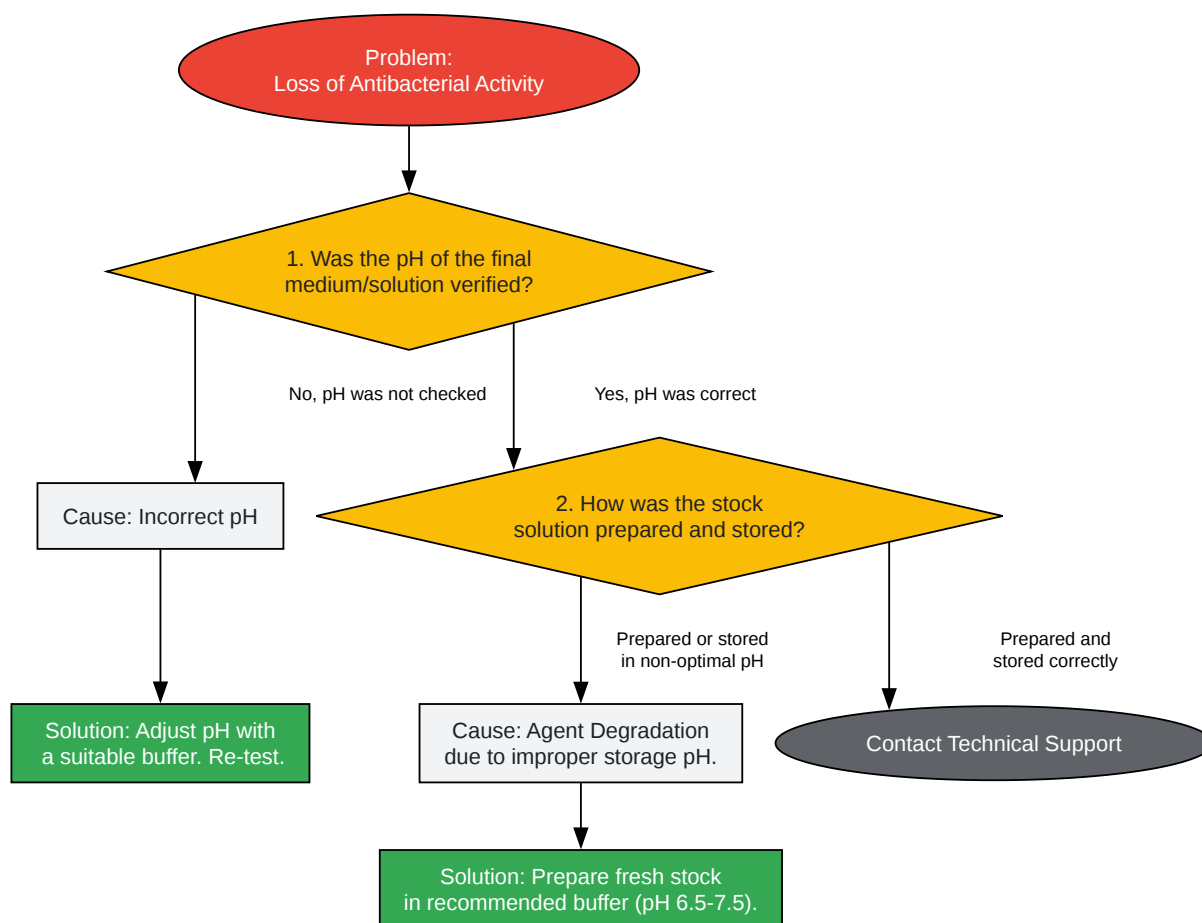 Problem:
Loss of Antibacterial Activity
1. Was the pH of the final
medium/solution verified?
No, pH was not checked
Yes, pH was correct
Cause: Incorrect pH
2. How was the stock
solution prepared and stored?
Prepared or stored
in non-optimal pH
Prepared and
stored correctly
Solution: Adjust pH with
a suitable buffer. Re-test.
Cause: Agent Degradation
due to improper storage pH.
Contact Technical Support
Solution: Prepare fresh stock
in recommended buffer (pH 6.5-7.5).